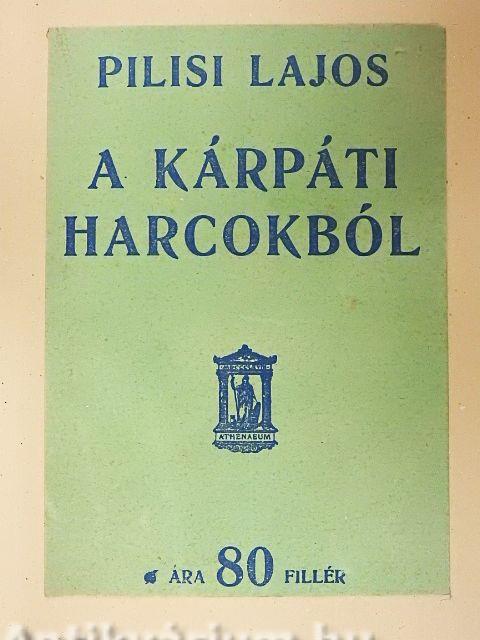 PILISI LAJOS
A KÁRPÁTI
HARCOKBÓL
ATHENAEUM
ÁRA 80 FILLÉR